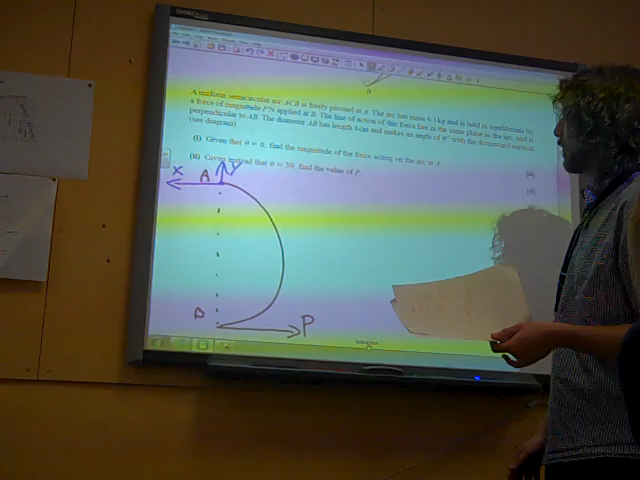 B
A uniform semicircular arc ACB is freely pivoted at A. The arc has mass 0.3 kg and is held in equilibrium by
a force of magnitude P N applied at B. The line of action of this force lies in the same plane as the arc, and is
perpendicular to AB. The diameter AB has length 4 cm and makes an angle of θ° with the downward vertical
(see diagram).
(i) Given that θ = 0, find the magnitude of the force acting on the arc at A. [6]
(ii) Given instead that θ = 30, find the value of P. [4]
X A Y
B P